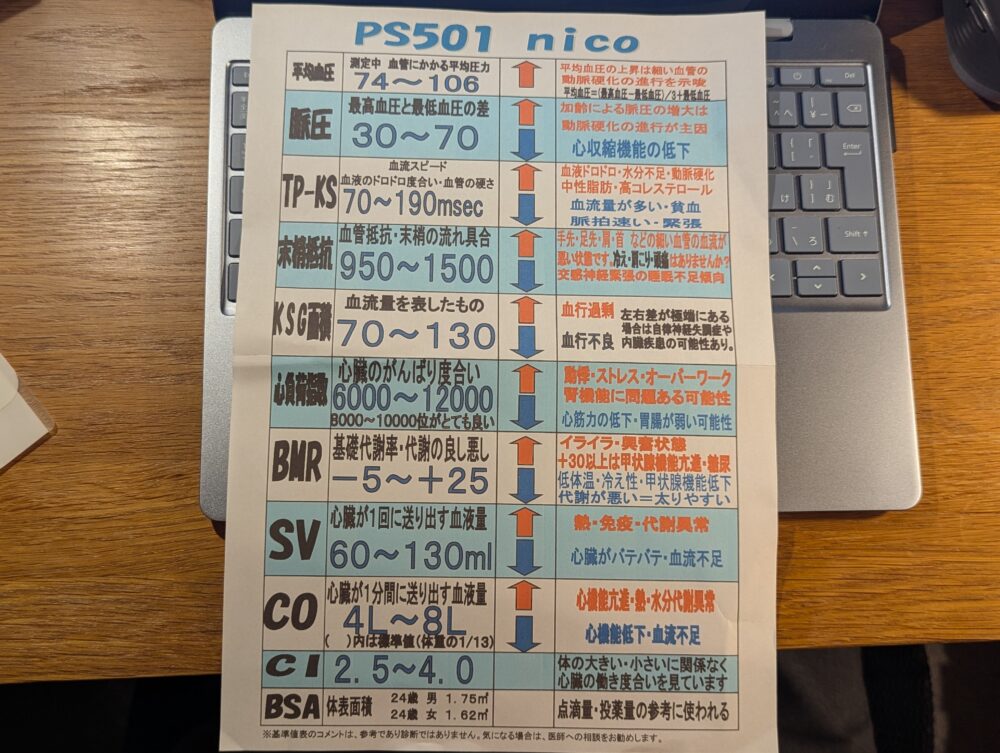 PS501 nico
平均血圧
測定中 血管にかかる平均圧力
74～106
平均血圧の上昇は細い血管の
動脈硬化の進行を示唆
平均血圧=(最高血圧-最低血圧)/3+最低血圧
脈圧
最高血圧と最低血圧の差
30～70
加齢による脈圧の増大は
動脈硬化の進行が主因
心収縮機能の低下
TP-KS
血流スピード
血液のドロドロ度合い・血管の硬さ
70～190msec
血液ドロドロ・水分不足・動脈硬化
中性脂肪・高コレステロール
血流量が多い・貧血
脈拍速い・緊張
末梢抵抗
血管抵抗・末梢の流れ具合
950～1500
手先・足先・肩・首 などの細い血管の血流が
悪い状態です。冷え・肩こり・頭痛はありませんか?
交感神経緊張の睡眠不足傾向
KSG面積
血流量を表したもの
70～130
血行過剰
血行不良
左右差が極端にある
場合は自律神経失調症や
内臓疾患の可能性あり。
心負荷係数
心臓のがんばり度合い
6000～12000
8000～10000位がとても良い
動悸・ストレス・オーバーワーク
腎機能に問題ある可能性
心筋力の低下・胃腸が弱い可能性
BMR
基礎代謝率・代謝の良し悪し
－5～＋25
イライラ・興奮状態
+30以上は甲状腺機能亢進・糖尿
低体温・冷え性・甲状腺機能低下
代謝が悪い=太りやすい
SV
心臓が1回に送り出す血液量
60～130ml
熱・免疫・代謝異常
心臓がバテバテ・血流不足
CO
心臓が1分間に送り出す血液量
4L～8L
( )内は標準値(体重の1/13)
心機能亢進・熱・水分代謝異常
心機能低下・血流不足
CI
2.5～4.0
体の大きい・小さいに関係なく
心臓の働き度合いを見ています
BSA
体表面積
24歳 男 1.75㎡
24歳 女 1.62㎡
点滴量・投薬量の参考に使われる
※基準値表のコメントは、参考であり診断ではありません。気になる場合は、医師への相談をお勧めします。
Del
Enter
Shift